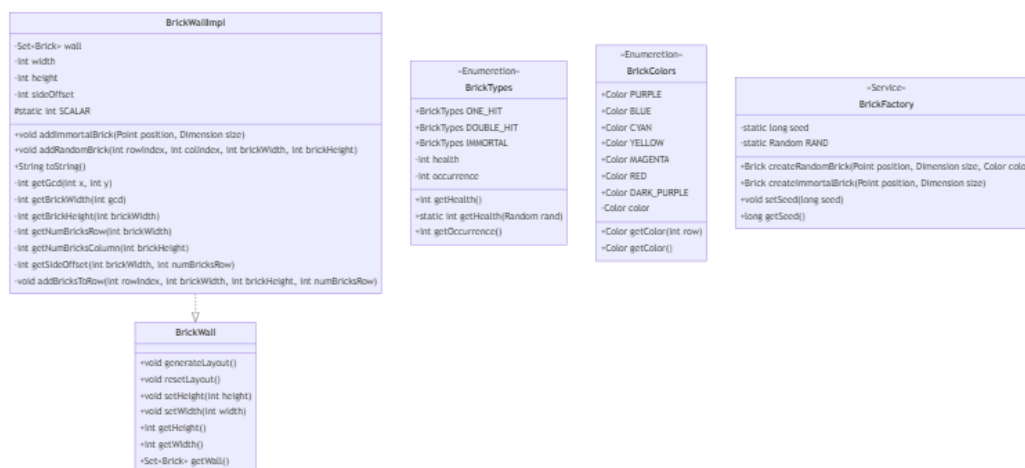 BrickWallImpl
-Set<Brick> wall
-int width
-int height
-int sideOffset
#static int SCALAR
+void addImmortalBrick(Point position, Dimension size)
+void addRandomBrick(int rowIndex, int colIndex, int brickWidth, int brickHeight)
+String toString()
-int getGcd(int x, int y)
-int getBrickWidth(int gcd)
-int getBrickHeight(int brickWidth)
-int getNumBricksRow(int brickWidth)
-int getNumBricksColumn(int brickHeight)
-int getSideOffset(int brickWidth, int numBricksRow)
-void addBricksToRow(int rowIndex, int brickWidth, int brickHeight, int numBricksRow)
BrickWall
+void generateLayout()
+void resetLayout()
+void setHeight(int height)
+void setWidth(int width)
+int getHeight()
+int getWidth()
+Set<Brick> getWall()
«Enumeretion»
BrickTypes
+BrickTypes ONE_HIT
+BrickTypes DOUBLE_HIT
+BrickTypes IMMORTAL
-int health
-int occurrence
+int getHealth()
+static int getHealth(Random rand)
+int getOccurrence()
«Enumeretion»
BrickColors
+Color PURPLE
+Color BLUE
+Color CYAN
+Color YELLOW
+Color MAGENTA
+Color RED
+Color DARK_PURPLE
-Color color
+Color getColor(int row)
+Color getColor()
«Service»
BrickFactory
-static long seed
-static Random RAND
+Brick createRandomBrick(Point position, Dimension size, Color colo
+Brick createImmortalBrick(Point position, Dimension size)
+void setSeed(long seed)
+long getSeed()